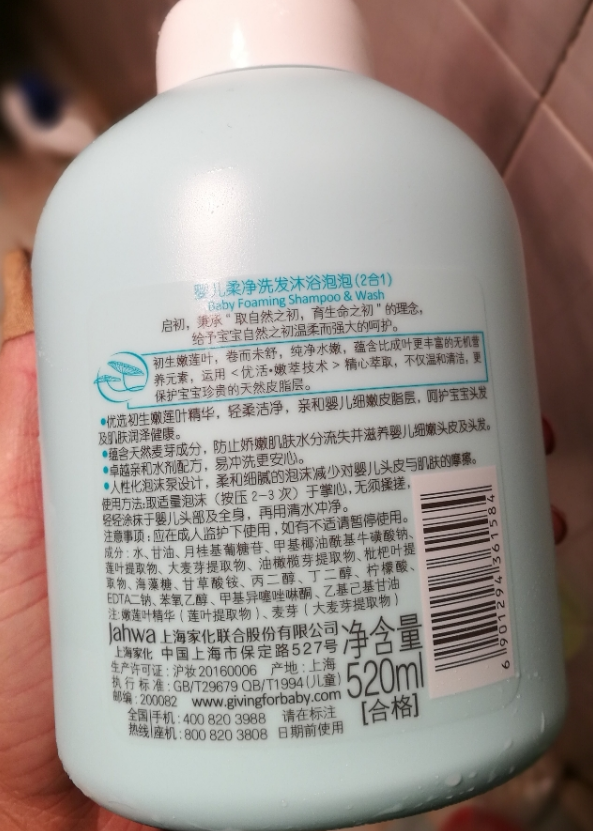 婴儿柔净洗发沐浴泡泡(2合1)
Baby Foaming Shampoo & Wash
启初，秉承“取自然之初，育生命之初”的理念，
给予宝宝自然之初温柔而强大的呵护。
初生嫩莲叶，卷而未舒，纯净水嫩，蕴含比成叶更丰富的无机营
养元素，运用<优活·嫩萃技术>精心萃取，不仅温和清洁，更
保护宝宝珍贵的天然皮脂层。
•优选初生嫩莲叶精华，轻柔洁净，亲和婴儿细嫩皮脂层，呵护宝宝头发
及肌肤润泽健康。
•蕴含天然麦芽成分，防止娇嫩肌肤水分流失并滋养婴儿细嫩头皮及头发。
•卓越亲和水剂配方，易冲洗更安心。
•人性化泡沫泵设计，柔和细腻的泡沫减少对婴儿头皮与肌肤的摩擦。
使用方法:取适量泡沫（按压2-3次）于掌心,无须揉搓,
轻轻涂抹于婴儿头部及全身，再用清水冲净。
注意事项：应在成人监护下使用，如有不适请暂停使用。
成分：水、甘油、月桂基葡糖苷、甲基椰油酰基牛磺酸钠、
莲叶提取物、大麦芽提取物、油橄榄芽提取物、枇杷叶提
取物、海藻糖、甘草酸铵、丙二醇、丁二醇、柠檬酸、
EDTA二钠、苯氧乙醇、甲基异噻唑啉酮、乙基己基甘油
注:嫩莲叶精华（莲叶提取物）、麦芽（大麦芽提取物）
Jahwa 上海家化联合股份有限公司
上海家化 中国上海市保定路527号
生产许可证：沪妆20160006 产地：上海
执行标准:GB/T29679 QB/T1994(儿童)
邮编：200082 www.givingforbaby.com
全国|手机:400 820 3988 请在标注
热线|座机:800 820 3808 日期前使用
净含量
520ml
[合格]
6 901294 361584